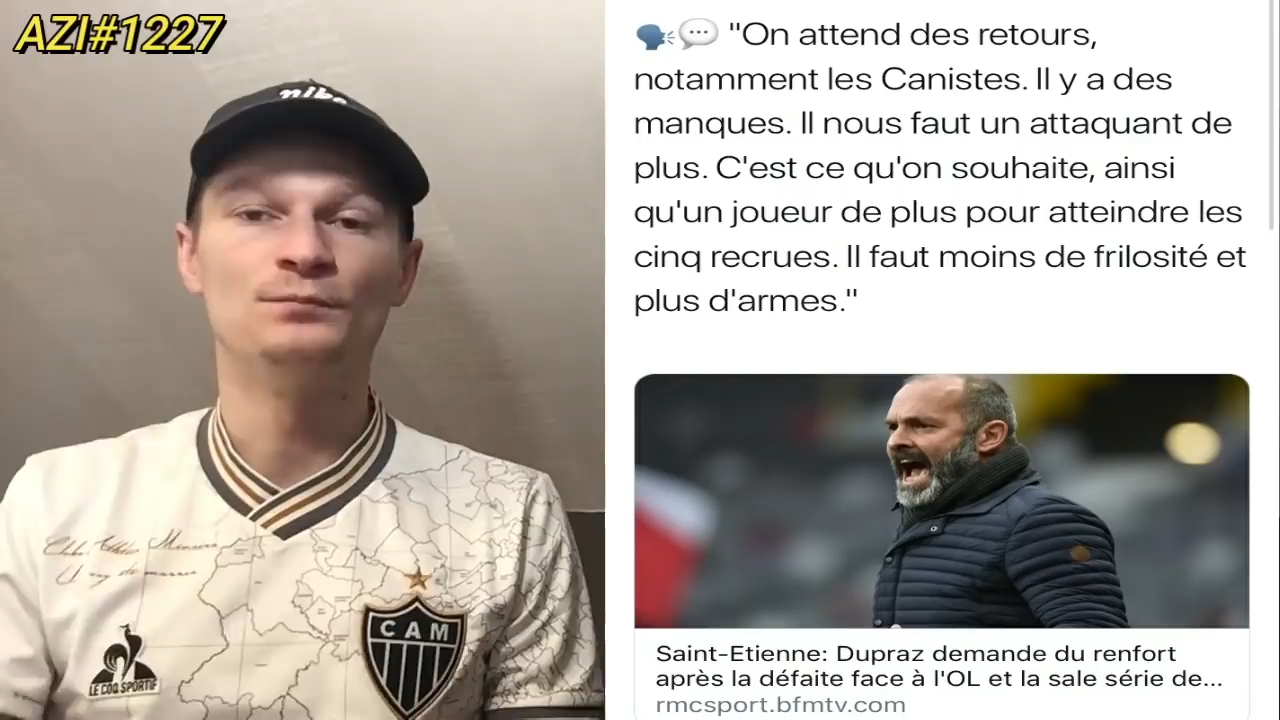 AZI#1227
"On attend des retours,
notamment les Canistes. Il y a des
manques. Il nous faut un attaquant de
plus. C'est ce qu'on souhaite, ainsi
qu'un joueur de plus pour atteindre les
cinq recrues. Il faut moins de frilosité et
plus d'armes."
Saint-Etienne: Dupraz demande du renfort
après la défaite face à l'OL et la sale série de...
rmcsport.bfmtv.com
CAM
LE COQ SPORTIF